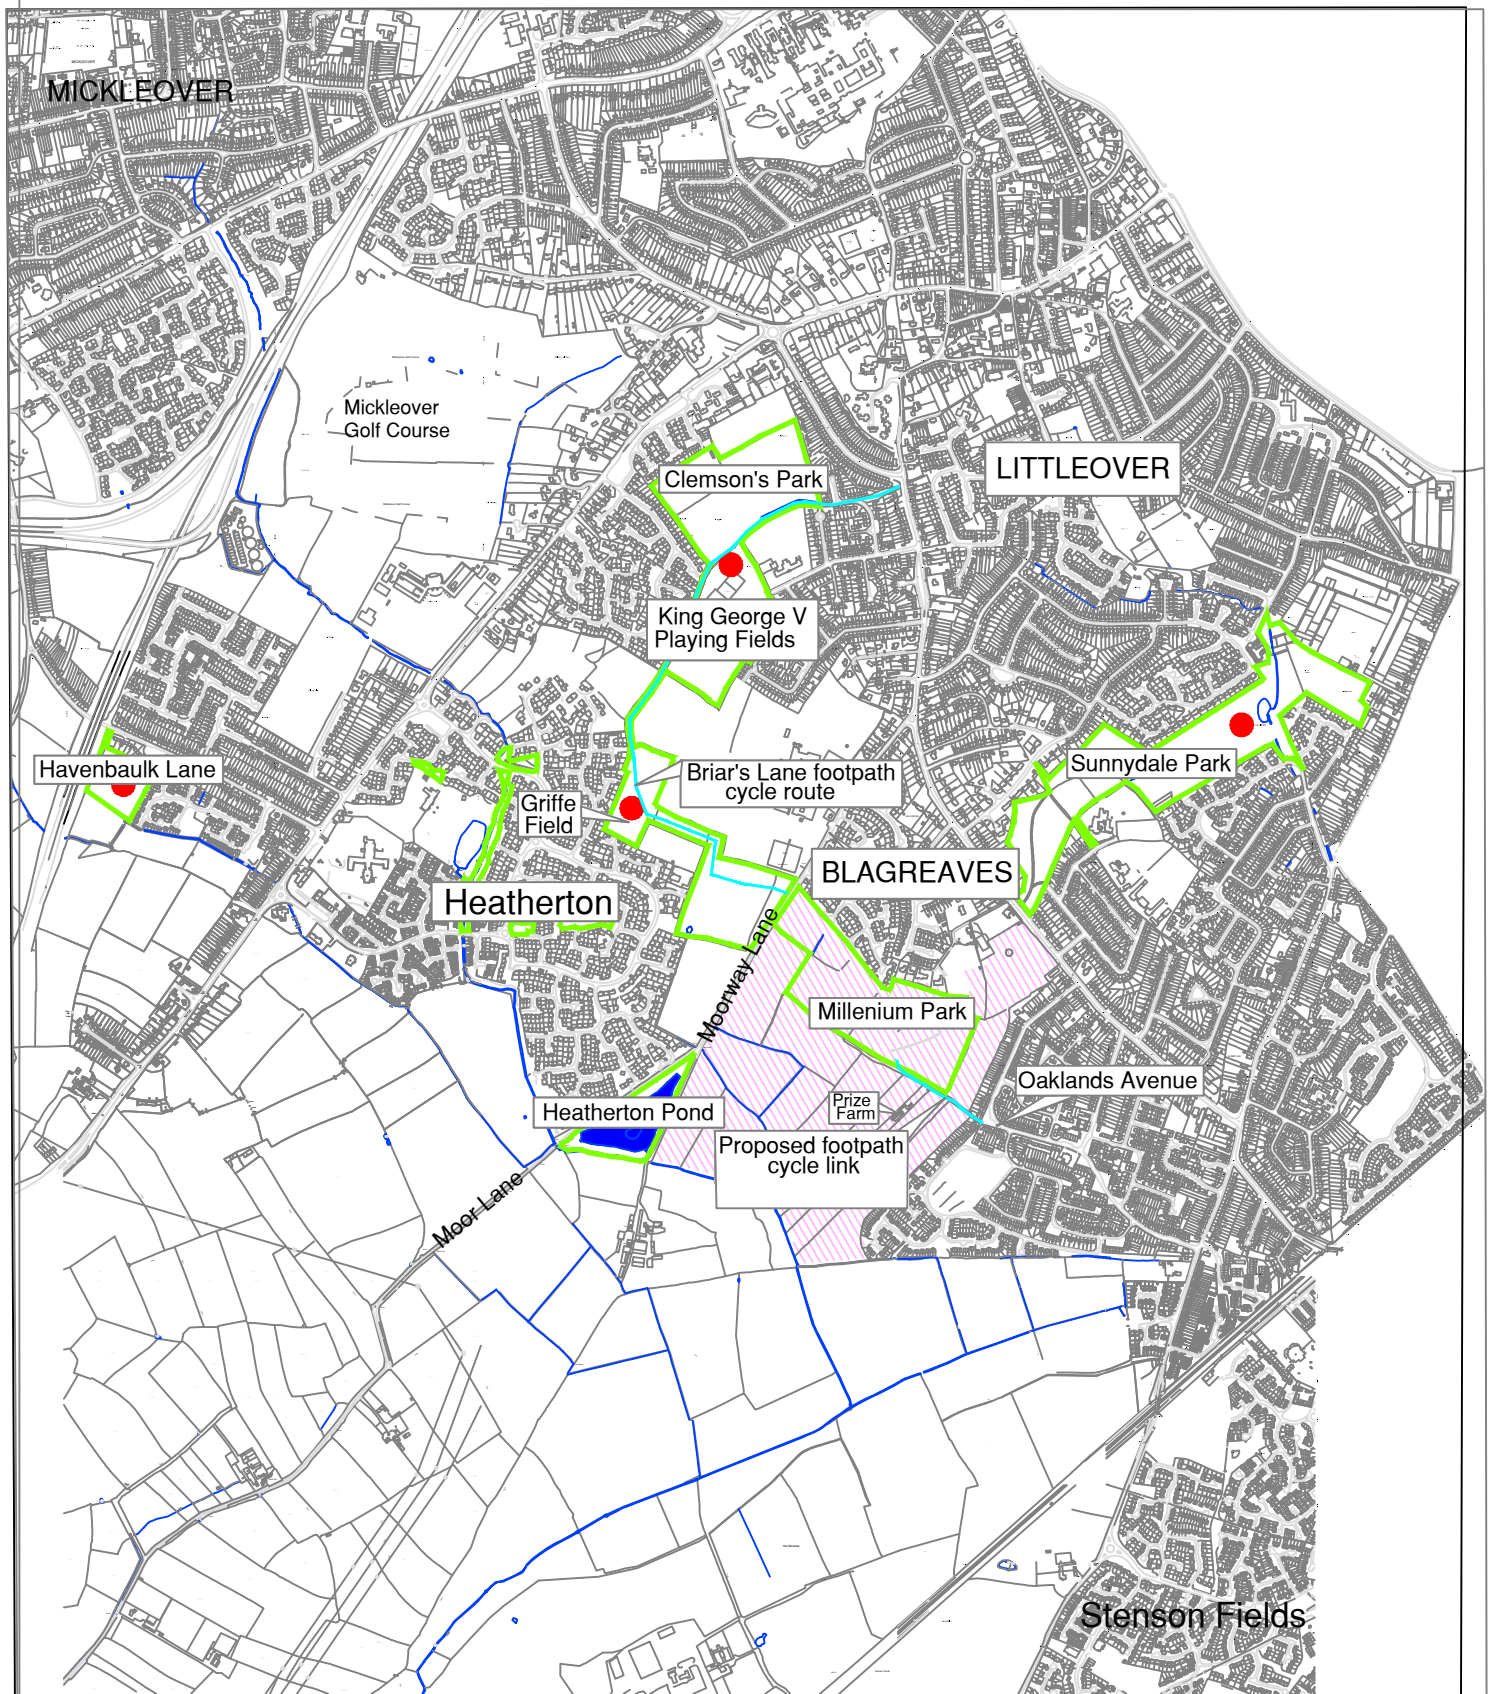 MICKLEOVER
Mickleover
Golf Course
Clemson's Park
LITTLEOVER
King George V
Playing Fields
Havenbaulk Lane
Sunnydale Park
Briar's Lane footpath
cycle route
Griffe
Field
BLAGREAVES
Heatherton
Moorway Lane
Millenium Park
Oaklands Avenue
Prize
Farm
Heatherton Pond
Proposed footpath
cycle link
Moor Lane
Stenson Fields